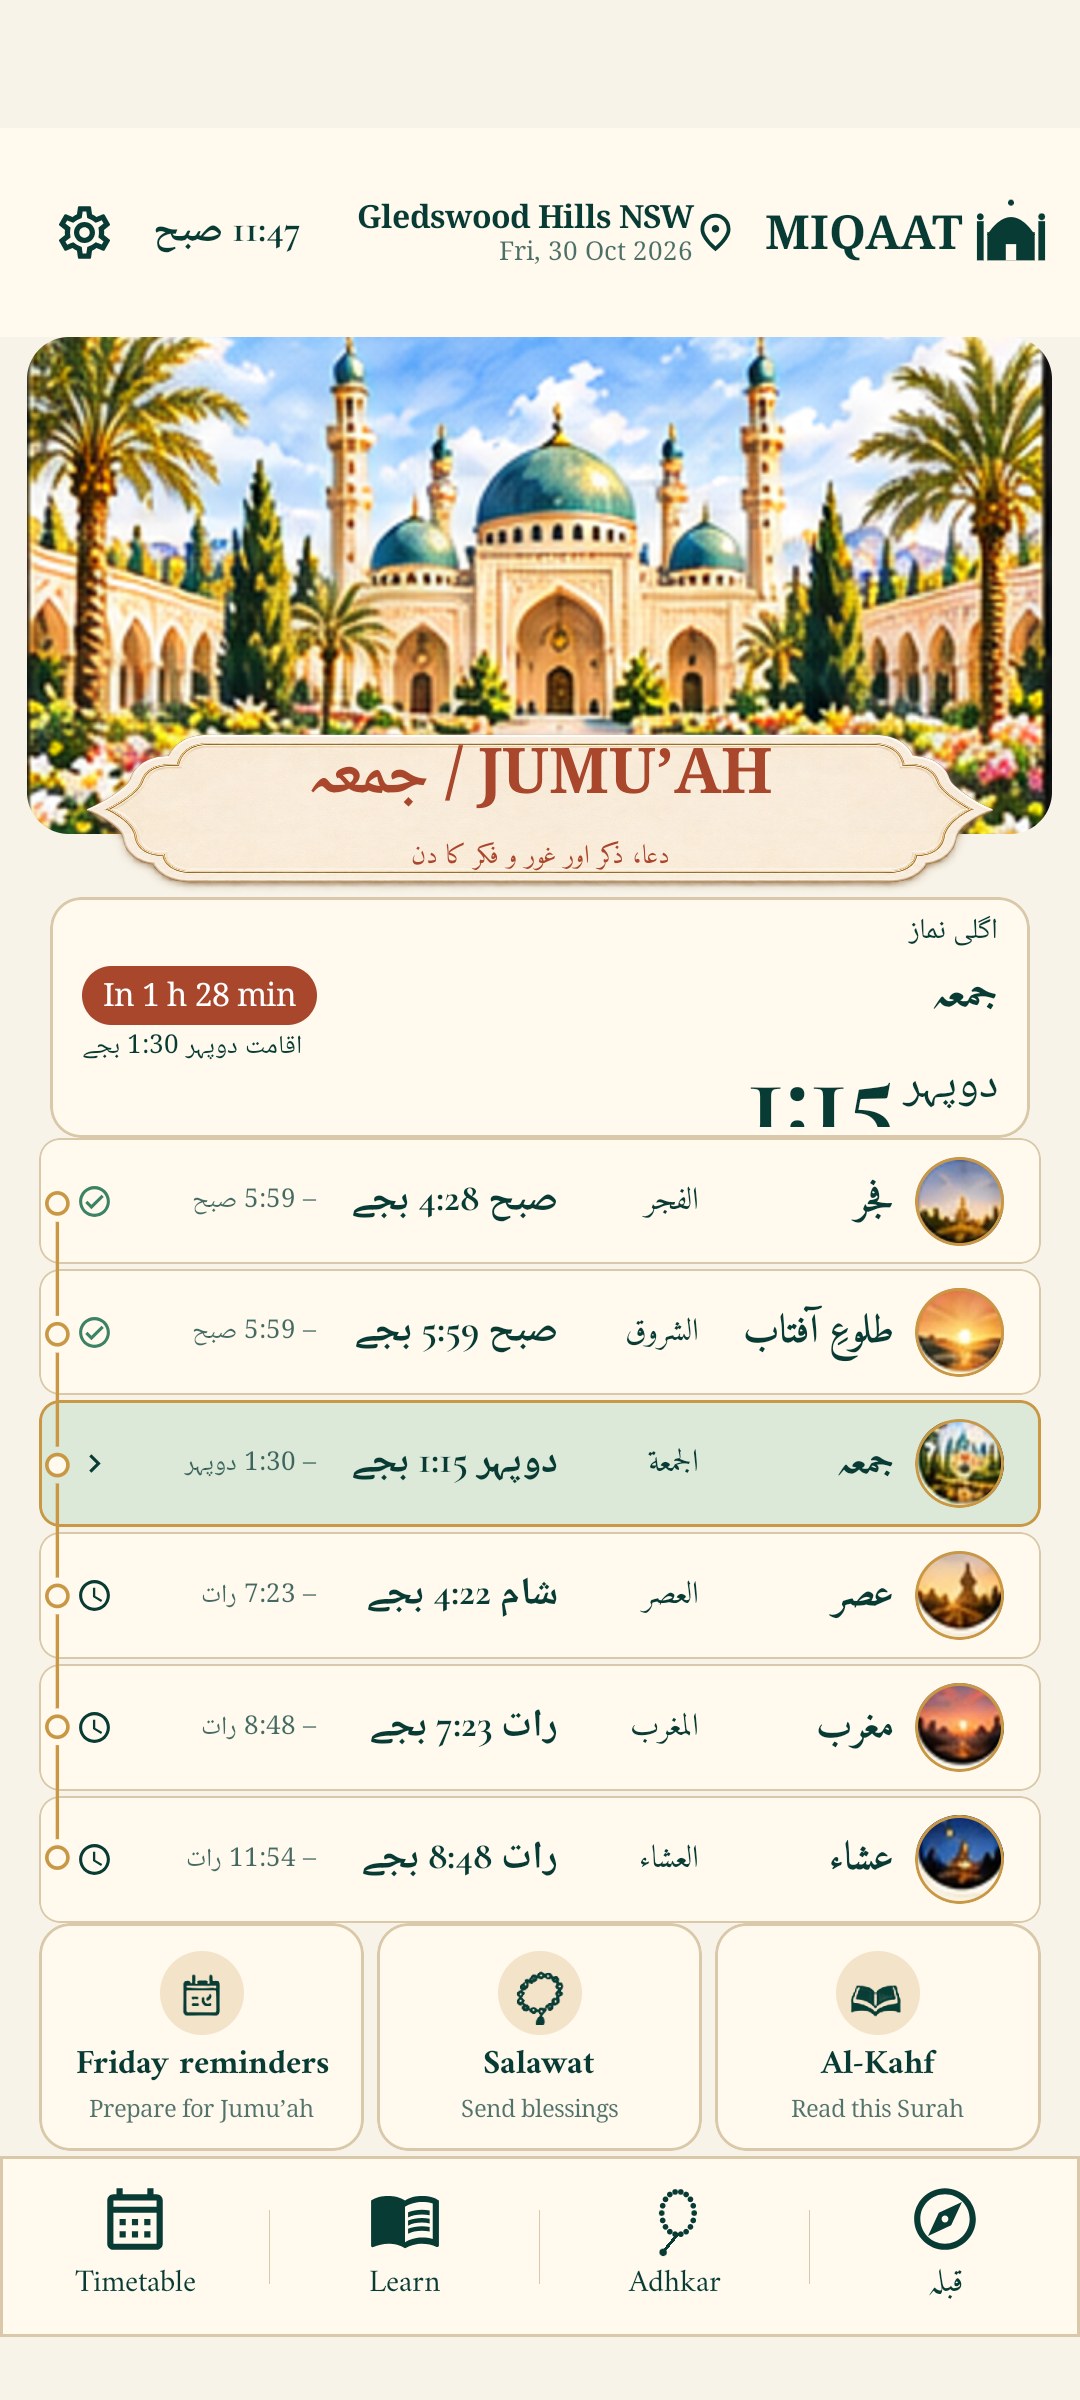 MIQAAT
Gledswood Hills NSW
Fri, 30 Oct 2026
11:47 صبح
جمعہ / JUMU’AH
دعا، ذکر اور غور و فکر کا دن
اگلی نماز
جمعہ
دوپہر 1:15
In 1 h 28 min
اقامت دوپہر 1:30 بجے
فجر الفجر صبح 4:28 بجے – 5:59 صبح
طلوعِ آفتاب الشروق صبح 5:59 بجے – 5:59 صبح
جمعہ الجمعة دوپہر 1:15 بجے – 1:30 دوپہر
عصر العصر شام 4:22 بجے – 7:23 رات
مغرب المغرب رات 7:23 بجے – 8:48 رات
عشاء العشاء رات 8:48 بجے – 11:54 رات
Al-Kahf
Read this Surah
Salawat
Send blessings
Friday reminders
Prepare for Jumu’ah
قبلہ
Adhkar
Learn
Timetable